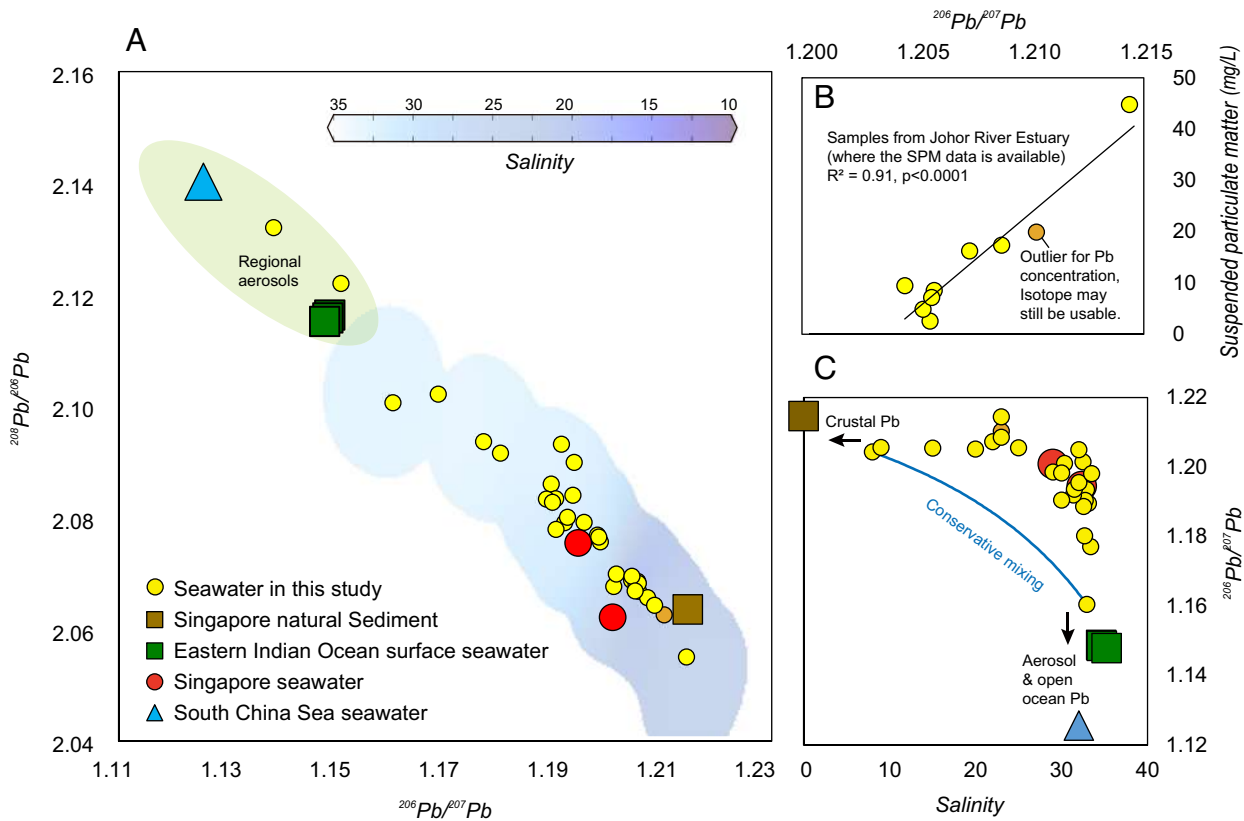 A
2.16
2.14
2.12
2.10
2.08
2.06
2.04
²⁰⁸Pb/²⁰⁶Pb
35 30 25 20 19 15 10
Salinity
Regional
aerosols
Seawater in this study
Singapore natural Sediment
Eastern Indian Ocean surface seawater
Singapore seawater
South China Sea seawater
1.11 1.13 1.15 1.17 1.19 1.21 1.23
²⁰⁶Pb/²⁰⁷Pb
²⁰⁶Pb/²⁰⁷Pb
1.200 1.205 1.210 1.215
B
Samples from Johor River Estuary
(where the SPM data is available)
R² = 0.91, p<0.0001
Outlier for Pb
concentration,
Isotope may
still be usable.
50
40
30
20
10
0
Suspended particulate matter (mg/L)
C
Crustal Pb
Conservative mixing
Aerosol
& open
ocean Pb
1.22
1.20
1.18
1.16
1.14
1.12
²⁰⁶Pb/²⁰⁷Pb
0 10 20 30 40
Salinity